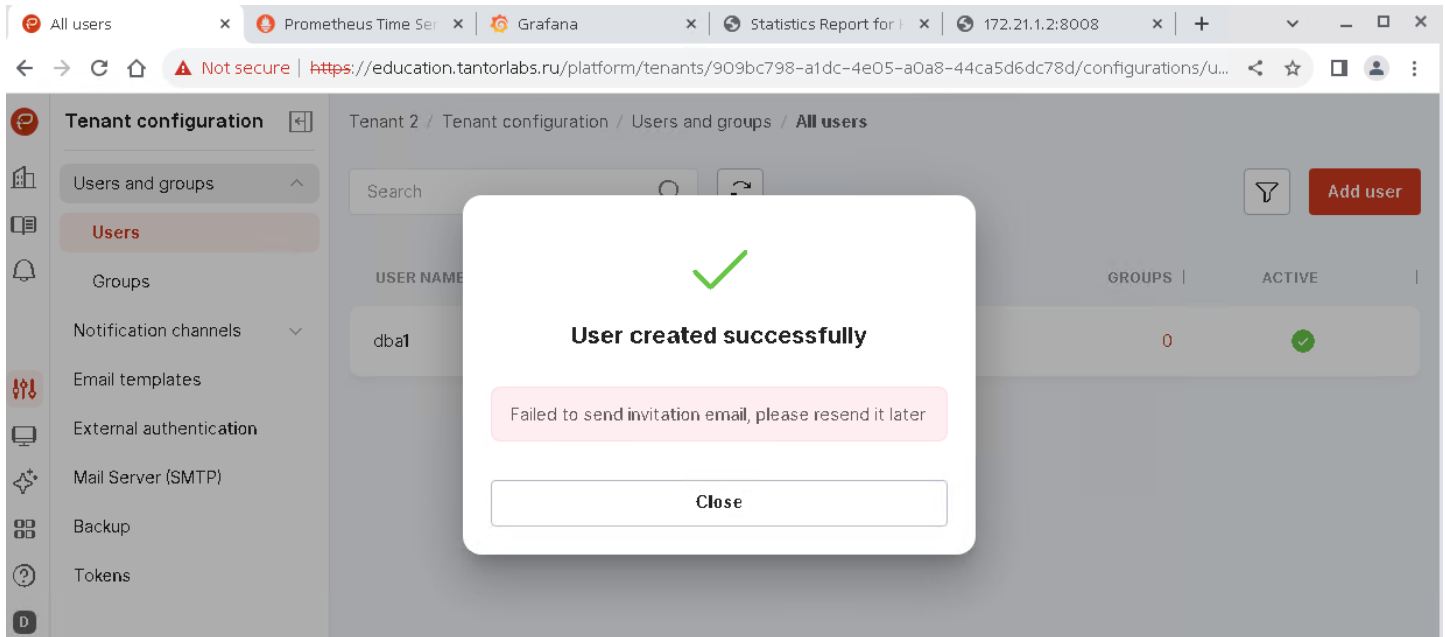 All users
Prometheus Time Ser
Grafana
Statistics Report for
172.21.1.2:8008
Not secure | https://education.tantorlabs.ru/platform/tenants/909bc798-a1dc-4e05-a0a8-44ca5d6dc78d/configurations/u...
Tenant configuration
Tenant 2 / Tenant configuration / Users and groups / All users
Users and groups
Search
Add user
Users
USER NAME
GROUPS
ACTIVE
Groups
Notification channels
dba1
User created successfully
0
Email templates
Failed to send invitation email, please resend it later
External authentication
Mail Server (SMTP)
Close
Backup
Tokens
D